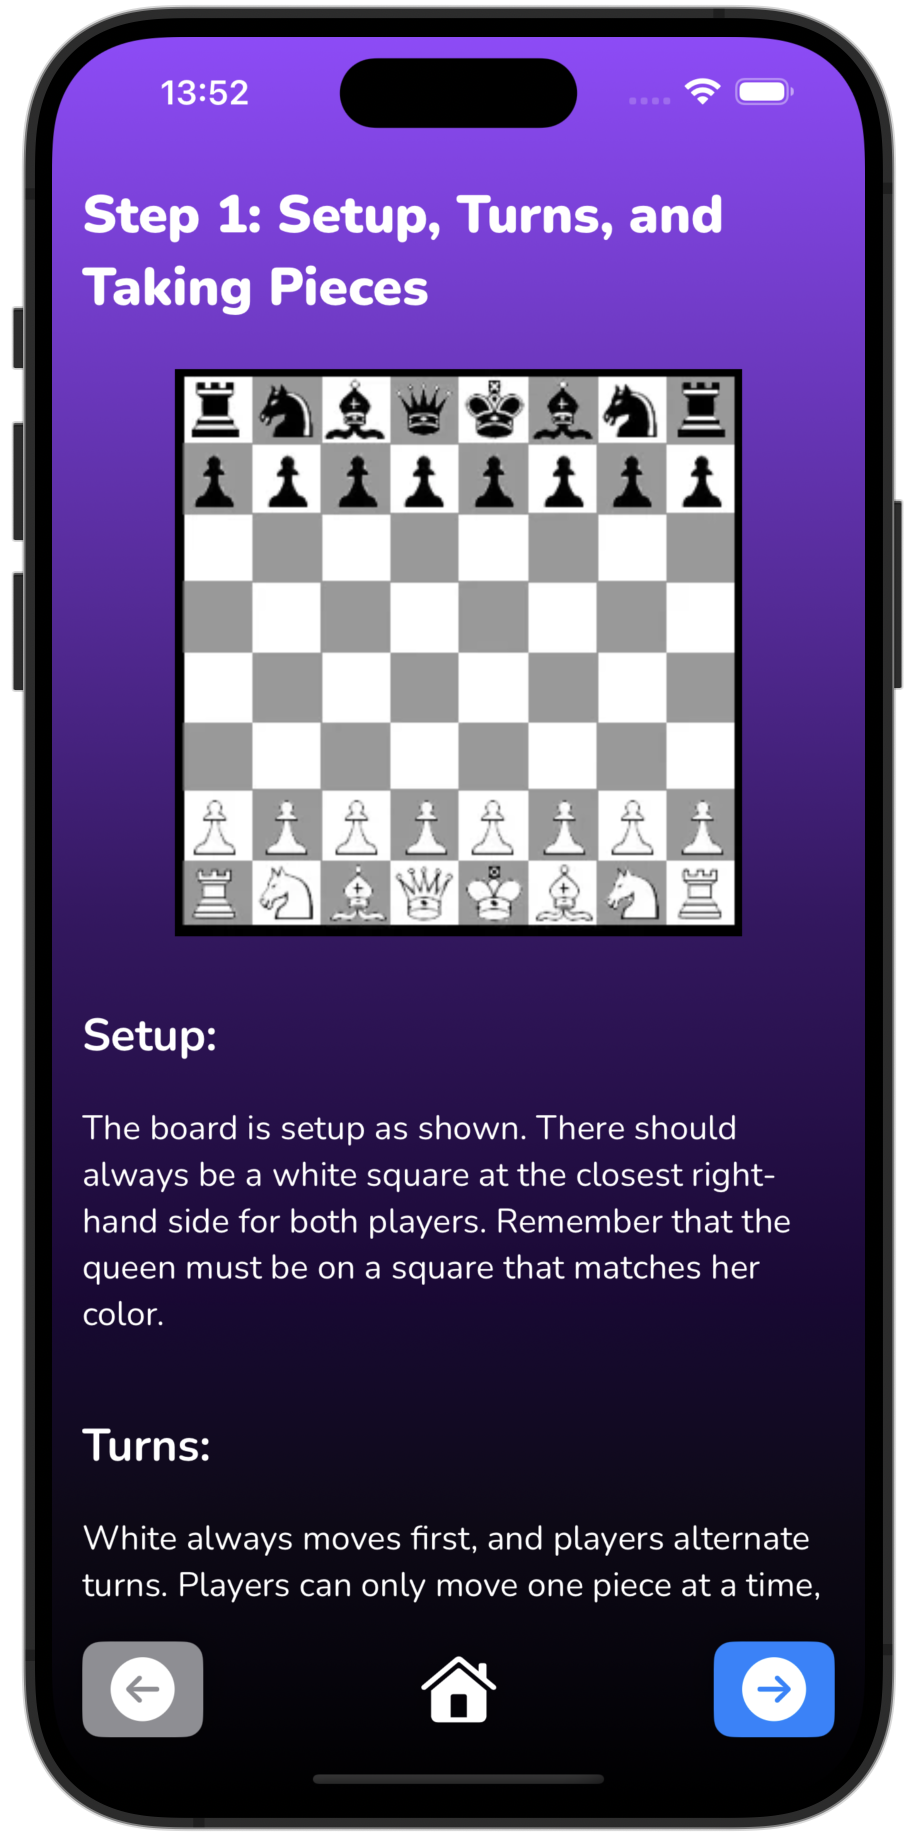 13:52
Step 1: Setup, Turns, and
Taking Pieces
Setup:
The board is setup as shown. There should
always be a white square at the closest right-
hand side for both players. Remember that the
queen must be on a square that matches her
color.
Turns:
White always moves first, and players alternate
turns. Players can only move one piece at a time,